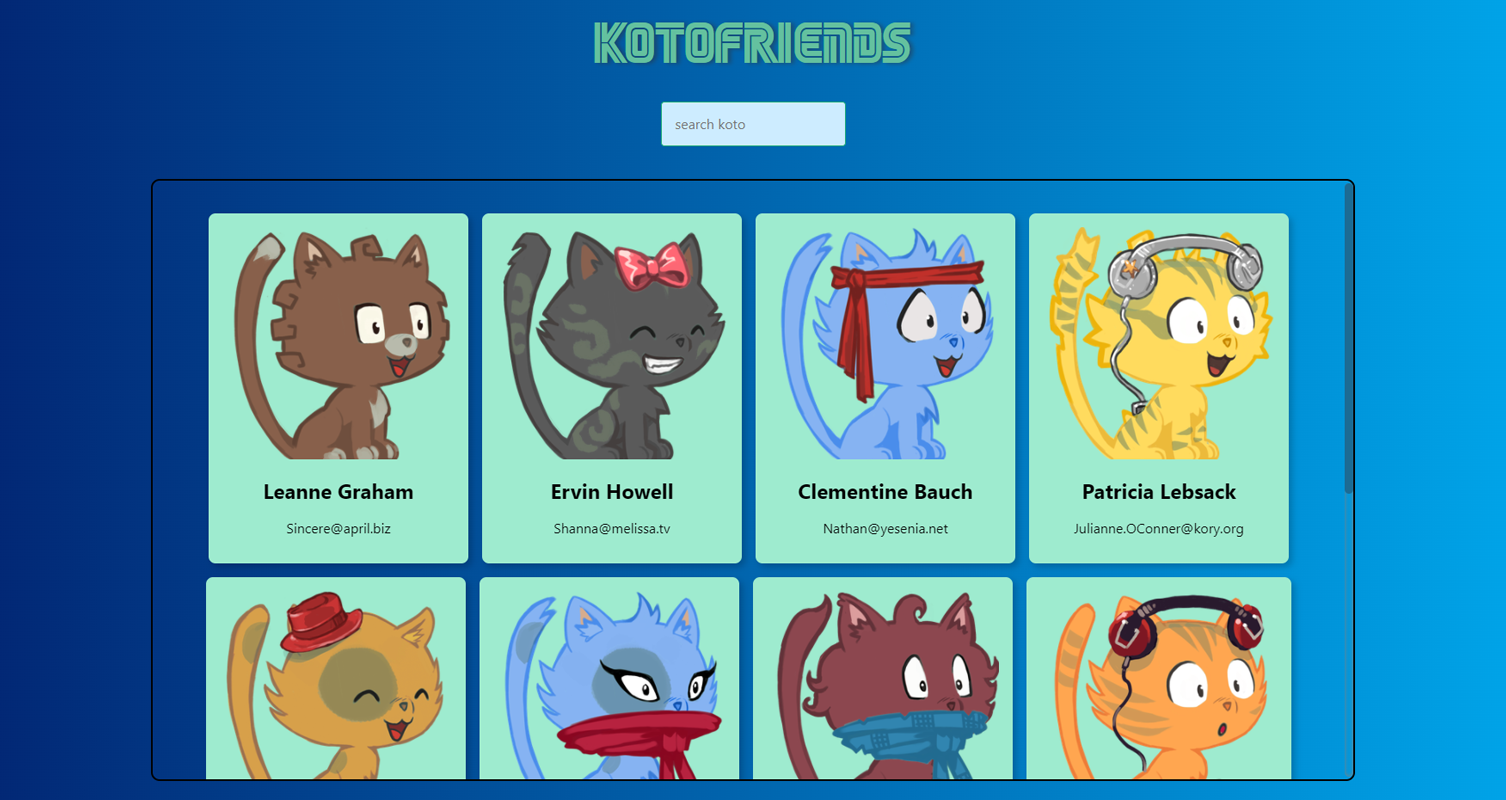 KOTOFRIENDS
search koto
Leanne Graham
Sincere@april.biz
Ervin Howell
Shanna@melissa.tv
Clementine Bauch
Nathan@yesenia.net
Patricia Lebsack
Julianne.OConner@kory.org